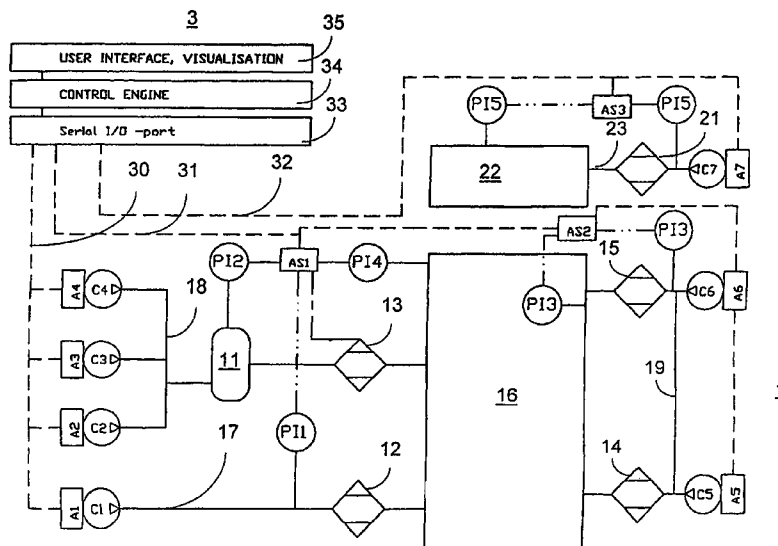 3
35
USER INTERFACE, VISUALISATION
34
CONTROL ENGINE
33
Serial I/O -port
30
31
32
PI5
AS3
PI5
21
23
22
C7
A7
AS2
PI3
PI2
AS1
PI4
15
18
A4
C4
13
PI3
C6
A6
A3
C3
11
19
16
A2
C2
PI1
17
12
14
A1
C1
C5
A5